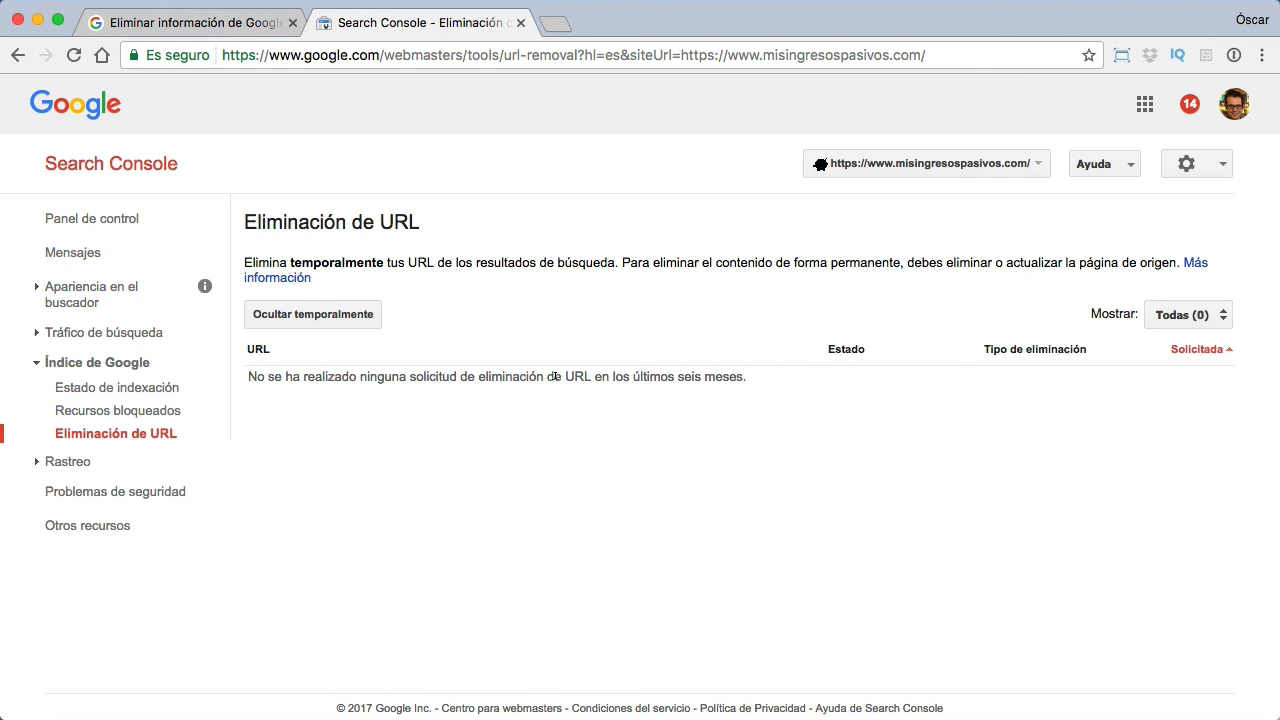 Eliminar información de Google
Search Console - Eliminación
Óscar
Es seguro
https://www.google.com/webmasters/tools/url-removal?hl=es&siteUrl=https://www.misingresospasivos.com/
Google
14
Search Console
https://www.misingresospasivos.com/
Ayuda
Panel de control
Mensajes
Apariencia en el
buscador
Tráfico de búsqueda
Índice de Google
Estado de indexación
Recursos bloqueados
Eliminación de URL
Rastreo
Problemas de seguridad
Otros recursos
Eliminación de URL
Elimina temporalmente tus URL de los resultados de búsqueda. Para eliminar el contenido de forma permanente, debes eliminar o actualizar la página de origen. Más
información
Ocultar temporalmente
Mostrar: Todas (0)
URL Estado Tipo de eliminación Solicitada
No se ha realizado ninguna solicitud de eliminación de URL en los últimos seis meses.
© 2017 Google Inc. - Centro para webmasters - Condiciones del servicio - Política de Privacidad - Ayuda de Search Console